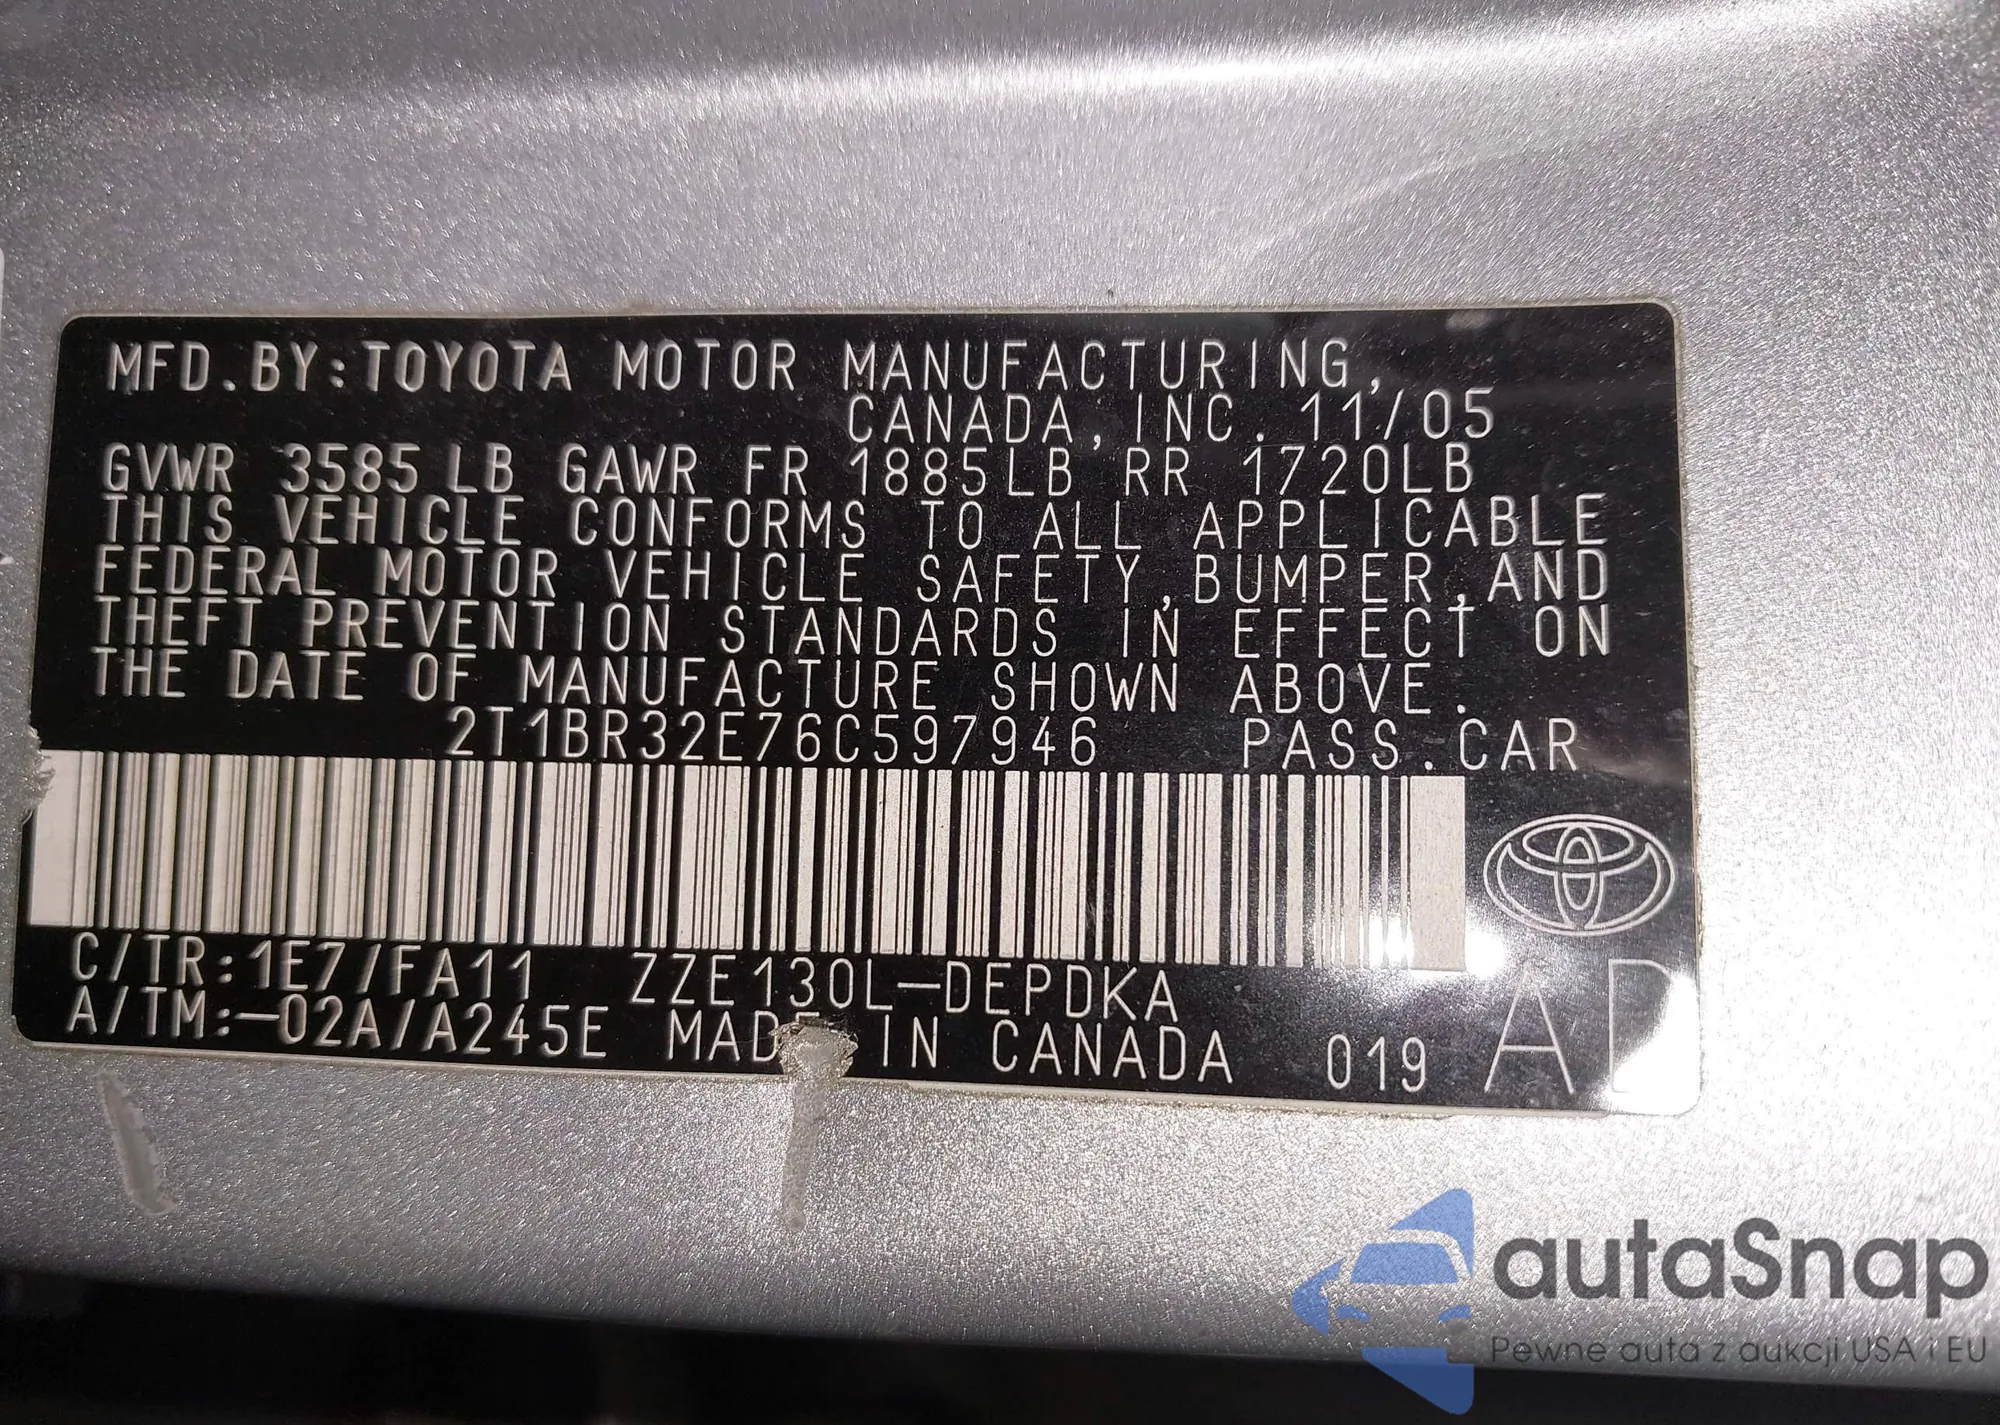 MFD. BY: TOYOTA MOTOR MANUFACTURING,
CANADA, INC. 11/05
GVWR 3585 LB GAWR FR 1885LB RR 1720LB
THIS VEHICLE CONFORMS TO ALL APPLICABLE
FEDERAL MOTOR VEHICLE SAFETY, BUMPER, AND
THEFT PREVENTION STANDARDS IN EFFECT ON
THE DATE OF MANUFACTURE SHOWN ABOVE.
2T1BR32E76C597946 PASS. CAR
C/TR:1E7/FA11 ZZE130L-DEPDKA
A/TM:-02A/A245E MADE IN CANADA 019
autaSnap
Pewne auta z aukcji USA i EU